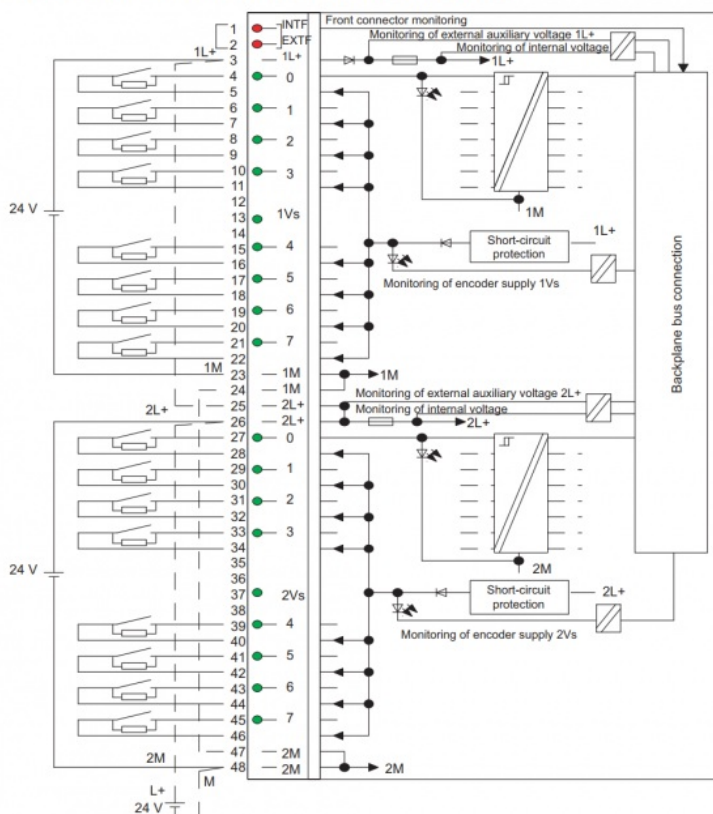 Front connector monitoring
1 INTF
Monitoring of external auxiliary voltage 1L+
2 EXTF
Monitoring of internal voltage
1L+ 3 1L+ 1L+
4 0
5
6 1
7
8 2
9
10 3
11
1M
12
24 V
13 1Vs
14
1L+
Short-circuit
protection
15 4
16
Monitoring of encoder supply 1Vs
17 5
18
19 6
20
21 7
22
Backplane bus connection
1M 23 1M 1M
24 1M
Monitoring of external auxiliary voltage 2L+
25 2L+
2L+
Monitoring of internal voltage
26 2L+ 2L+
27 0
28
29 1
30
31 2
32
33 3
34
35
2M
24 V
36
37 2Vs
Short-circuit
protection
2L+
38
39 4
40
Monitoring of encoder supply 2Vs
41 5
42
43 6
44
45 7
46
47 2M
2M 48 2M 2M
M
L+
24 V